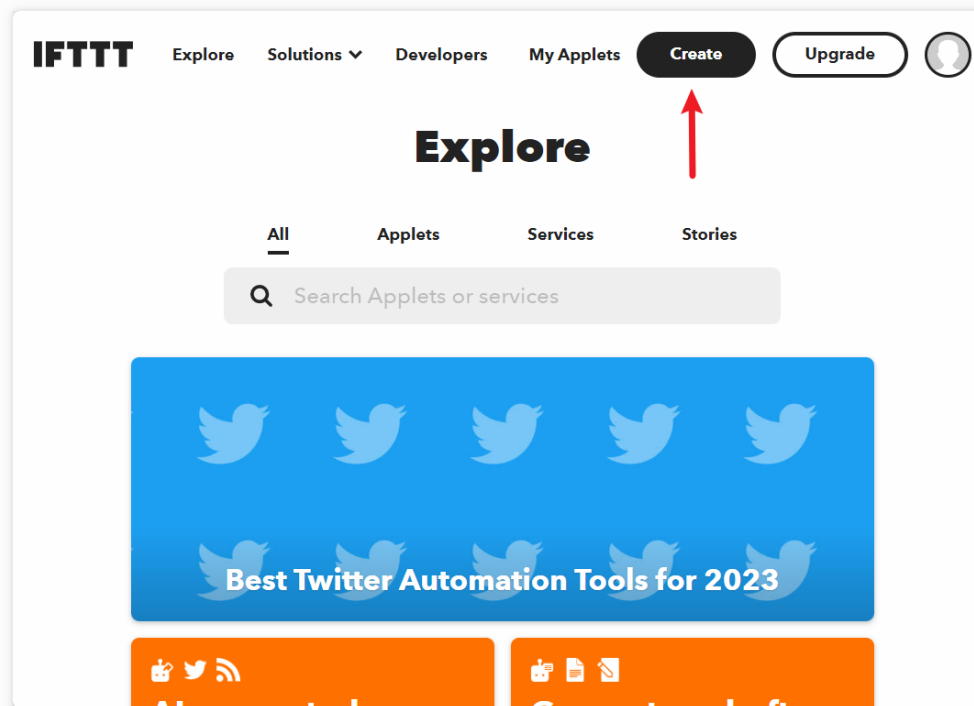 IFTTT Explore Solutions Developers My Applets Create Upgrade
Explore
All Applets Services Stories
Search Applets or services
Best Twitter Automation Tools for 2023